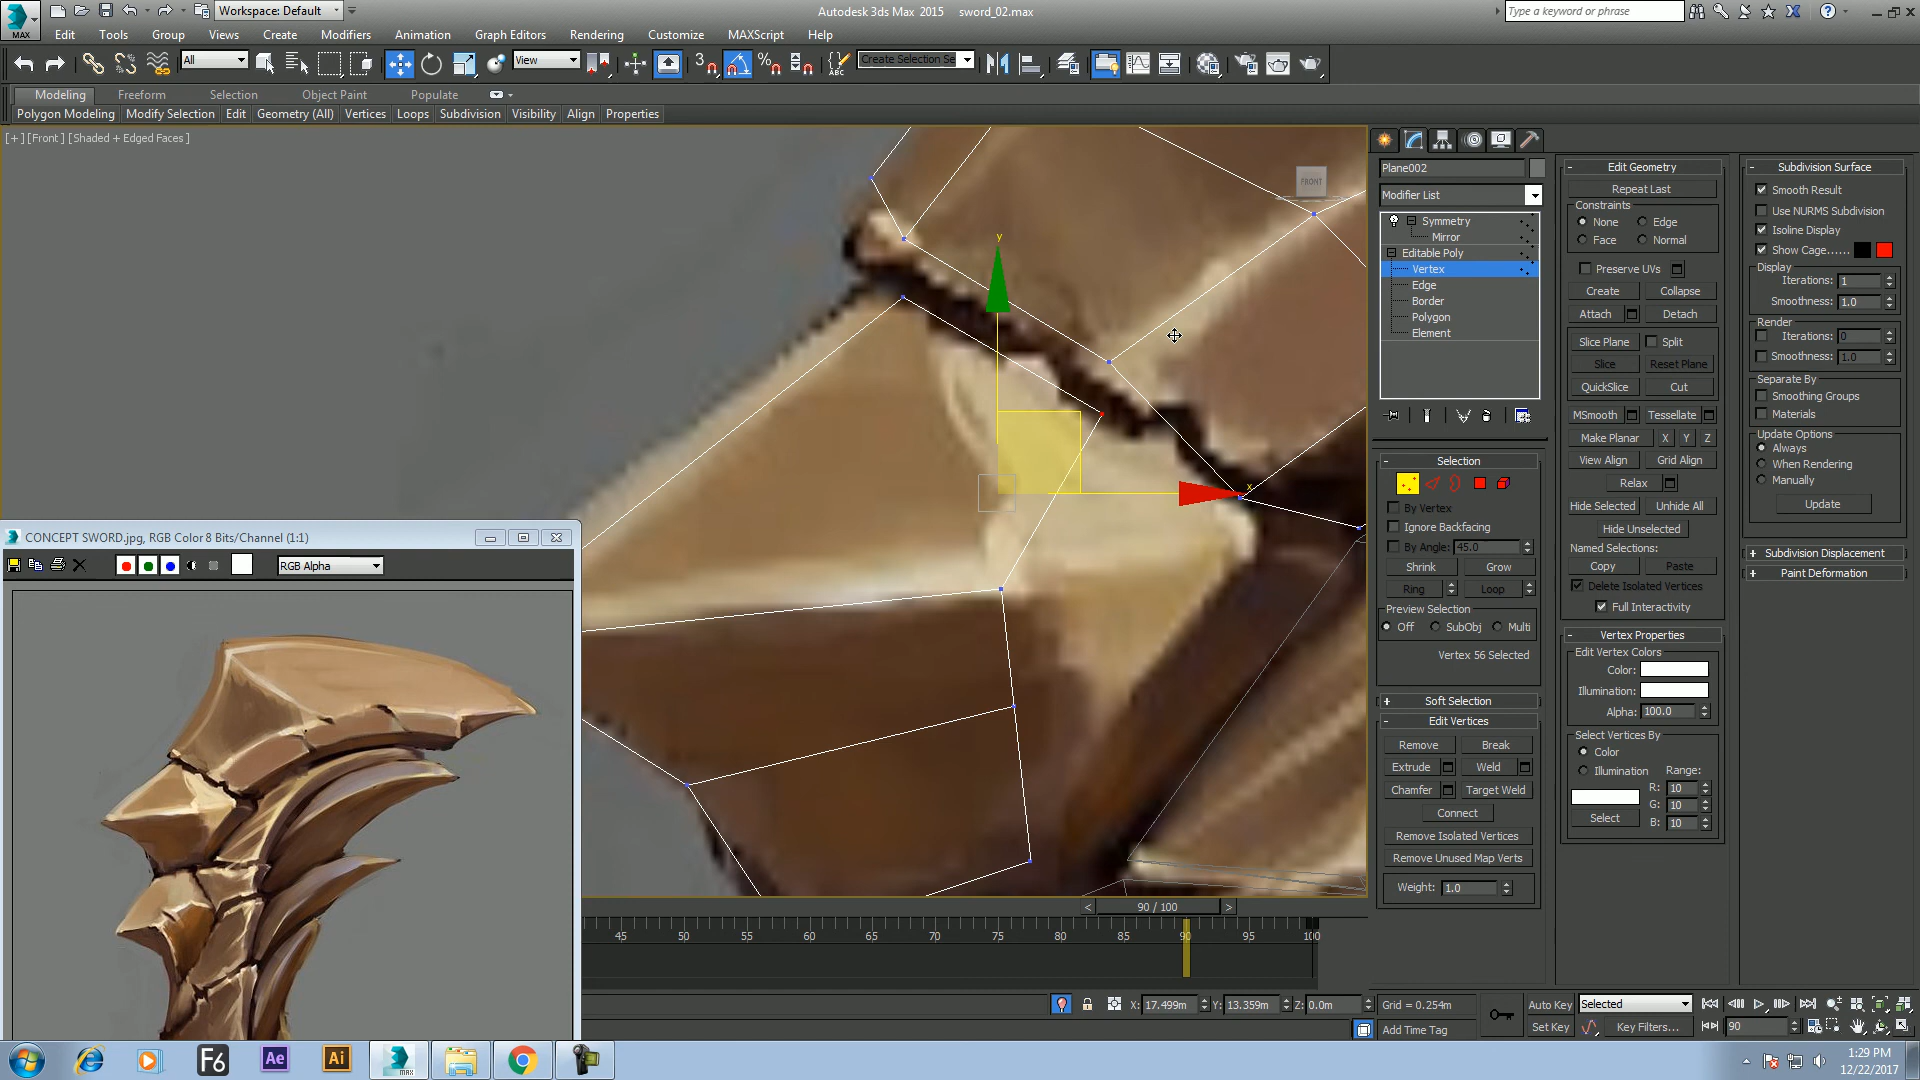 Workspace: Default
Autodesk 3ds Max 2015 sword_02.max
Type a keyword or phrase
MAX
Edit Tools Group Views Create Modifiers Animation Graph Editors Rendering Customize MAXScript Help
All
View
3
ABC
Create Selection Se
Modeling Freeform Selection Object Paint Populate
Polygon Modeling Modify Selection Edit Geometry (All) Vertices Loops Subdivision Visibility Align Properties
[+] [Front] [Shaded + Edged Faces]
FRONT
y
x
Plane002
Modifier List
Symmetry
Mirror
Editable Poly
Vertex
Edge
Border
Polygon
Element
Selection
By Vertex
Ignore Backfacing
By Angle: 45.0
Shrink Grow
Ring Loop
Preview Selection
Off SubObj Multi
Vertex 56 Selected
Soft Selection
Edit Vertices
Remove Break
Extrude Weld
Chamfer Target Weld
Connect
Remove Isolated Vertices
Remove Unused Map Verts
Weight: 1.0
Edit Geometry
Repeat Last
Constraints
None Edge
Face Normal
Preserve UVs
Create Collapse
Attach Detach
Slice Plane Split
Slice Reset Plane
QuickSlice Cut
MSmooth Tessellate
Make Planar X Y Z
View Align Grid Align
Relax
Hide Selected Unhide All
Hide Unselected
Named Selections:
Copy Paste
Delete Isolated Vertices
Full Interactivity
Vertex Properties
Edit Vertex Colors
Color:
Illumination:
Alpha: 100.0
Select Vertices By
Color
Illumination Range:
R: 10
G: 10
B: 10
Select
Subdivision Surface
Smooth Result
Use NURMS Subdivision
Isoline Display
Show Cage......
Display
Iterations: 1
Smoothness: 1.0
Render
Iterations: 0
Smoothness: 1.0
Separate By
Smoothing Groups
Materials
Update Options
Always
When Rendering
Manually
Update
Subdivision Displacement
Paint Deformation
CONCEPT SWORD.jpg, RGB Color 8 Bits/Channel (1:1)
RGB Alpha
< 90 / 100 >
45 50 55 60 65 70 75 80 85 90 95 100
X: 17.499m Y: 13.359m Z: 0.0m Grid = 0.254m
Add Time Tag
Auto Key Selected
Set Key Key Filters... 90
F6 Ae Ai MAX
1:29 PM
12/22/2017